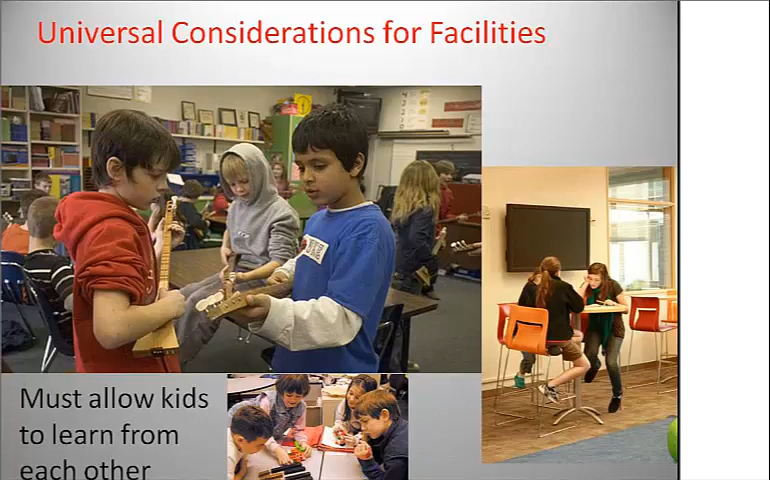 Universal Considerations for Facilities
Must allow kids
to learn from
each other